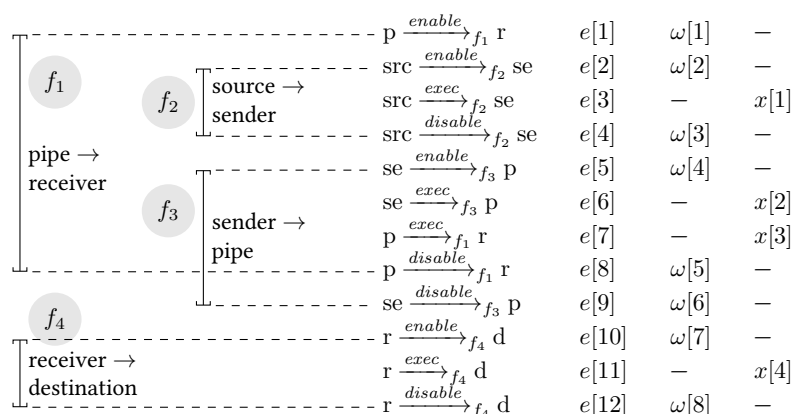 p enable→f₁ r e[1] ω[1] –
f₁
src enable→f₂ se e[2] ω[2] –
f₂
source →
sender
src exec→f₂ se e[3] – x[1]
src disable→f₂ se e[4] ω[3] –
pipe →
receiver
se enable→f₃ p e[5] ω[4] –
f₃
se exec→f₃ p e[6] – x[2]
sender →
pipe
p exec→f₁ r e[7] – x[3]
p disable→f₁ r e[8] ω[5] –
se disable→f₃ p e[9] ω[6] –
f₄
r enable→f₄ d e[10] ω[7] –
receiver →
destination
r exec→f₄ d e[11] – x[4]
r disable→f₄ d e[12] ω[8] –